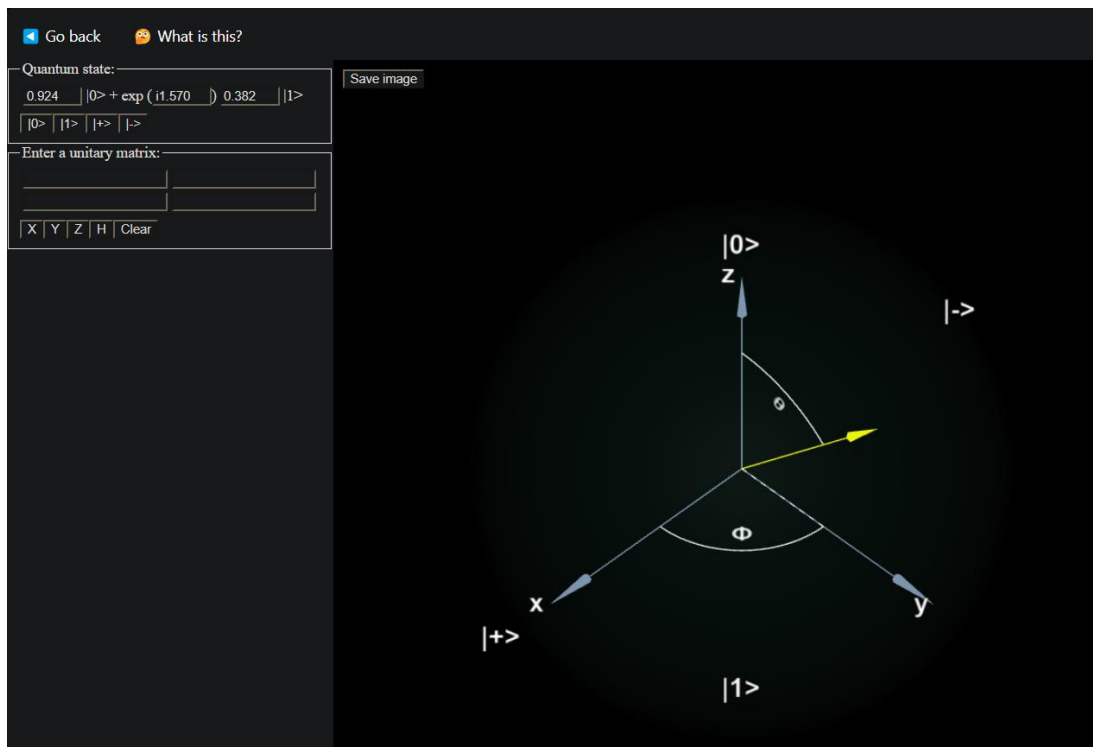 Go back What is this?
Quantum state:
0.924 |0> + exp ( i1.570 ) 0.382 |1>
|0> |1> |+> |->
Enter a unitary matrix:
X Y Z H Clear
Save image
|0>
z
|->
θ
Φ
x
y
|+>
|1>